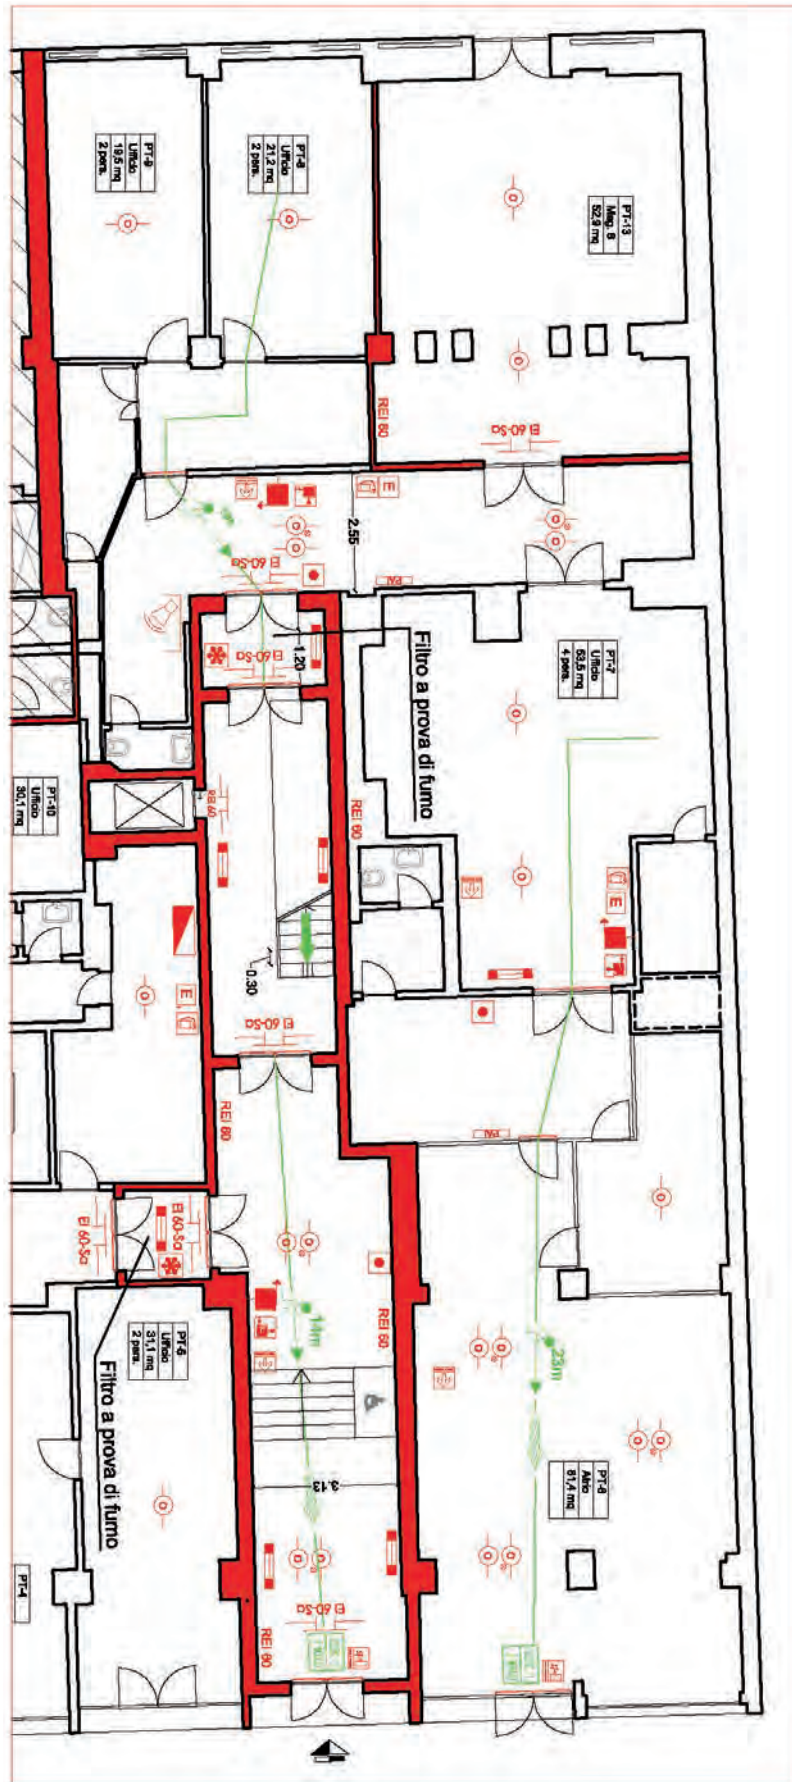 PT-9
Ufficio
19,5 mq
2 pers.
PT-8
Ufficio
21,2 mq
2 pers.
PT-13
Mag. 8
52,9 mq
REI 60
EI 60-Sa
E
2.55
EI 60-Sa
PAI
1.20
EI 60-Sa
Filtro a prova di fumo
PT-7
Ufficio
53,5 mq
4 pers.
PT-10
Ufficio
30,1 mq
REI 60
REI 60
E
E
0.30
EI 60-Sa
REI 60
PAI
EI 60-Sa
EI 60-Sa
REI 60
14m
23m
PT-5
Ufficio
31,1 mq
2 pers.
Filtro a prova di fumo
PT-6
Atrio
81,4 mq
3.13
PT-4
EI 60-Sa
REI 60